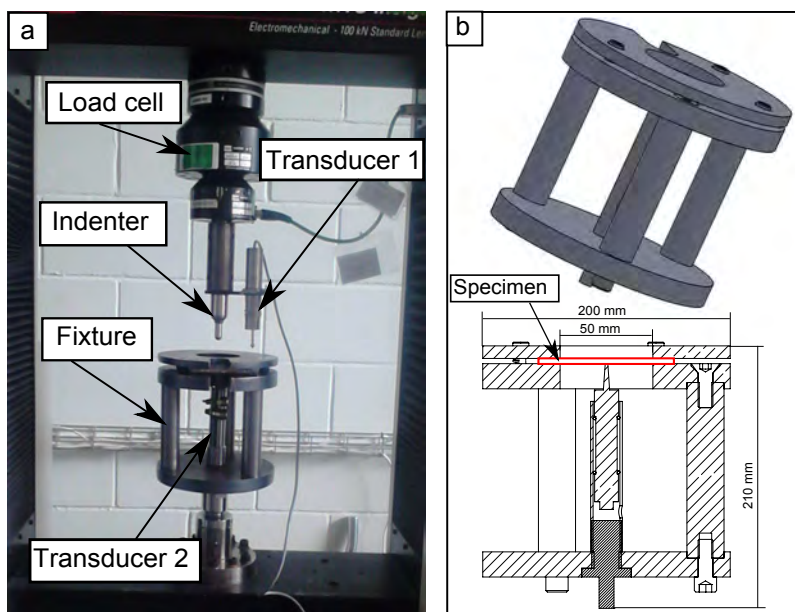 a
Electromechanical - 100 kN Standard
Load cell
Transducer 1
Indenter
Fixture
Transducer 2
b
Specimen
200 mm
50 mm
210 mm